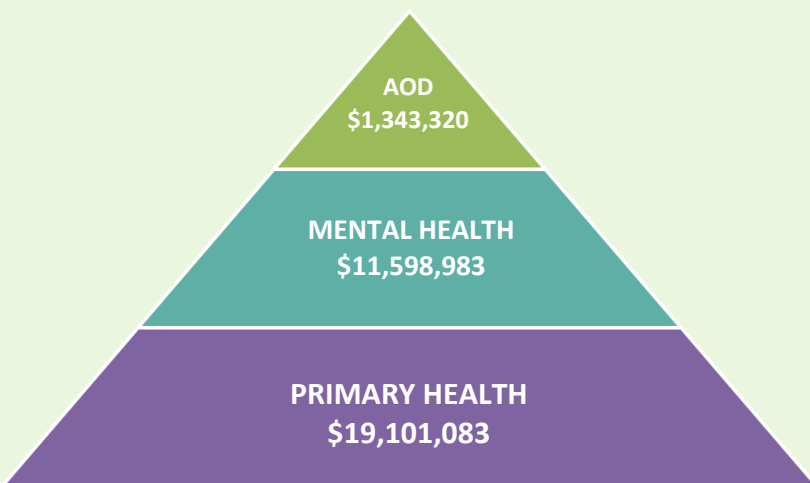 AOD
$1,343,320
MENTAL HEALTH
$11,598,983
PRIMARY HEALTH
$19,101,083